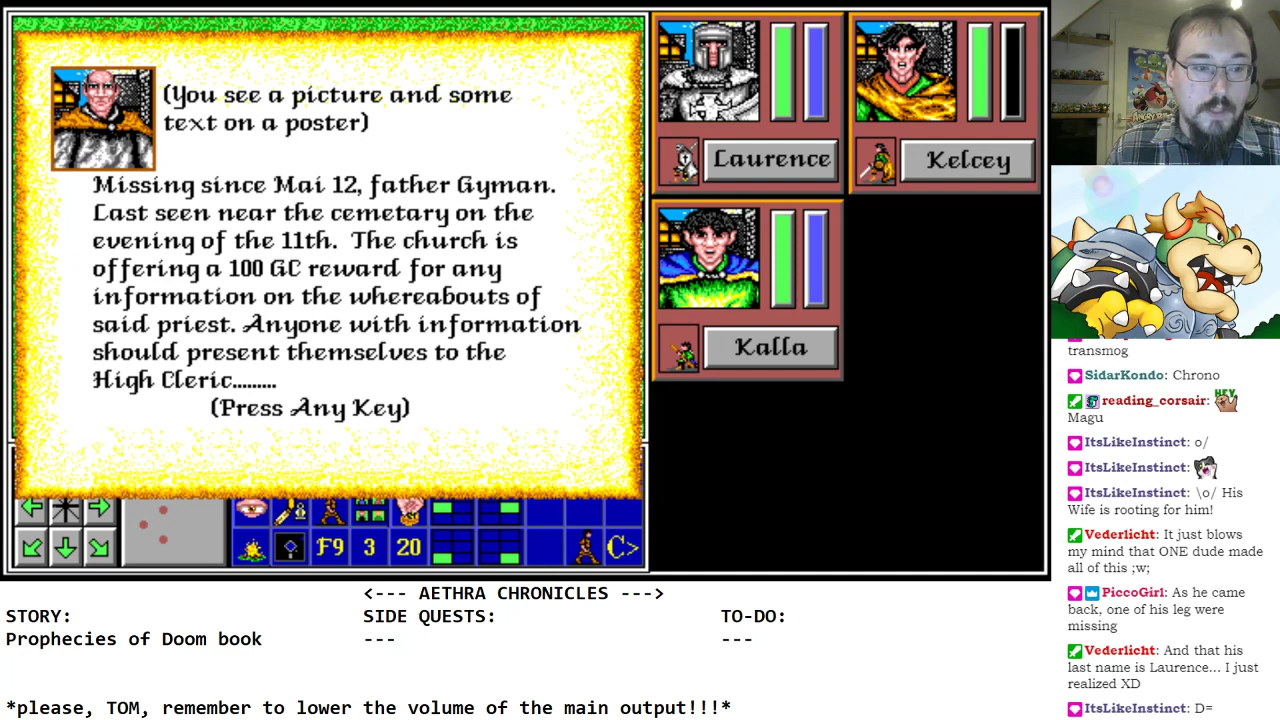 (You see a picture and some
text on a poster)
Missing since Mai 12, father Gyman.
Last seen near the cemetary on the
evening of the 11th. The church is
offering a 100 GC reward for any
information on the whereabouts of
said priest. Anyone with information
should present themselves to the
High Cleric.........
(Press Any Key)
Laurence
Kelcey
Kalla
F9 3 20 C>
<--- AETHRA CHRONICLES --->
STORY: SIDE QUESTS: TO-DO:
Prophecies of Doom book --- ---
*please, TOM, remember to lower the volume of the main output!!!*
transmog
SidarKondo: Chrono
reading_corsair: HEY
Magu
ItsLikeInstinct: o/
ItsLikeInstinct:
ItsLikeInstinct: \o/ His
Wife is rooting for him!
Vederlicht: It just blows
my mind that ONE dude made
all of this ;w;
PiccoGirl: As he came
back, one of his leg were
missing
Vederlicht: And that his
last name is Laurence... I just
realized XD
ItsLikeInstinct: D=